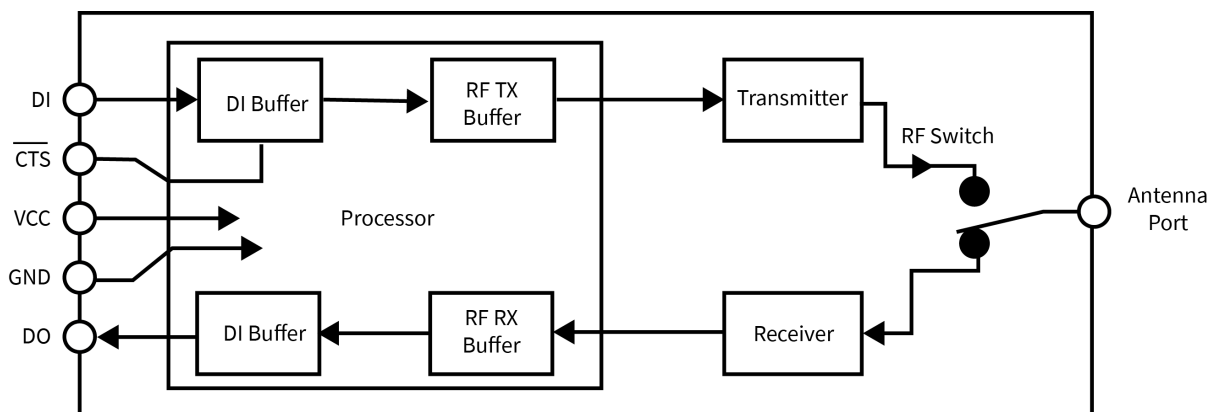 DI
DI Buffer
RF TX
Buffer
Transmitter
RF Switch
CTS
VCC
Processor
Antenna
Port
GND
DO
DI Buffer
RF RX
Buffer
Receiver